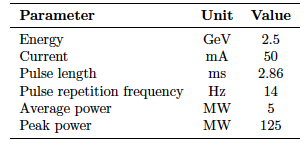 Parameter Unit Value
Energy GeV 2.5
Current mA 50
Pulse length ms 2.86
Pulse repetition frequency Hz 14
Average power MW 5
Peak power MW 125